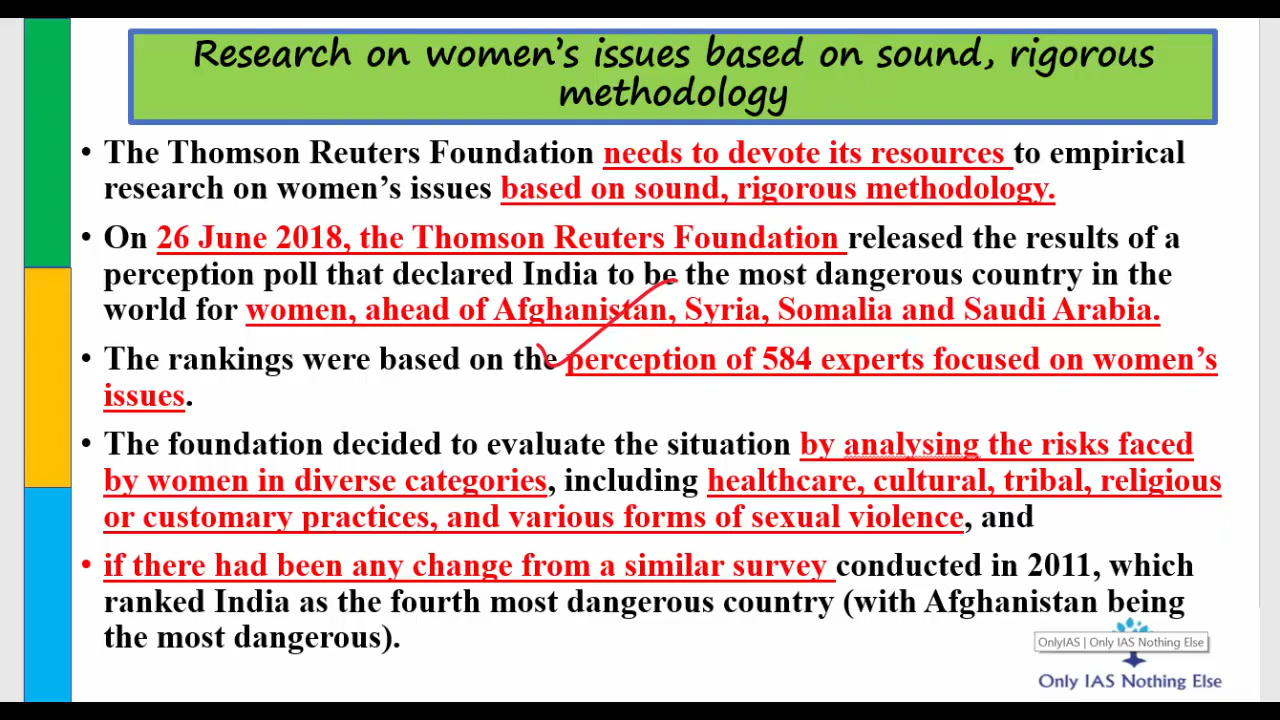 Research on women's issues based on sound, rigorous
methodology
• The Thomson Reuters Foundation needs to devote its resources to empirical
research on women's issues based on sound, rigorous methodology.
• On 26 June 2018, the Thomson Reuters Foundation released the results of a
perception poll that declared India to be the most dangerous country in the
world for women, ahead of Afghanistan, Syria, Somalia and Saudi Arabia.
• The rankings were based on the perception of 584 experts focused on women's
issues.
• The foundation decided to evaluate the situation by analysing the risks faced
by women in diverse categories, including healthcare, cultural, tribal, religious
or customary practices, and various forms of sexual violence, and
• if there had been any change from a similar survey conducted in 2011, which
ranked India as the fourth most dangerous country (with Afghanistan being
the most dangerous).
OnlyIAS | Only IAS Nothing Else
Only IAS Nothing Else